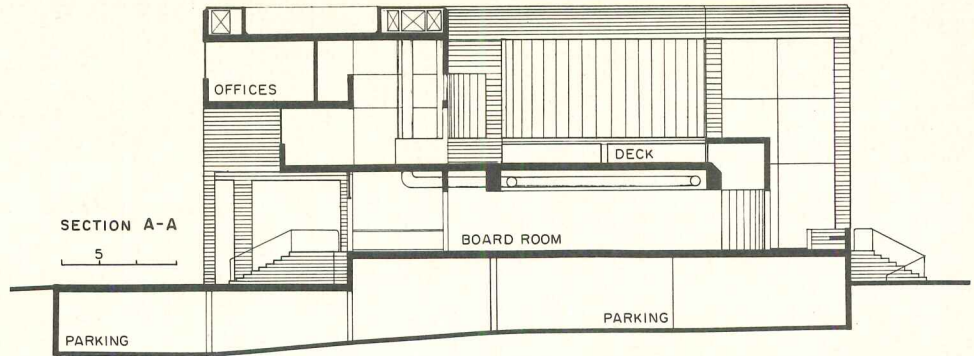 OFFICES
DECK
SECTION A-A
5
BOARD ROOM
PARKING
PARKING